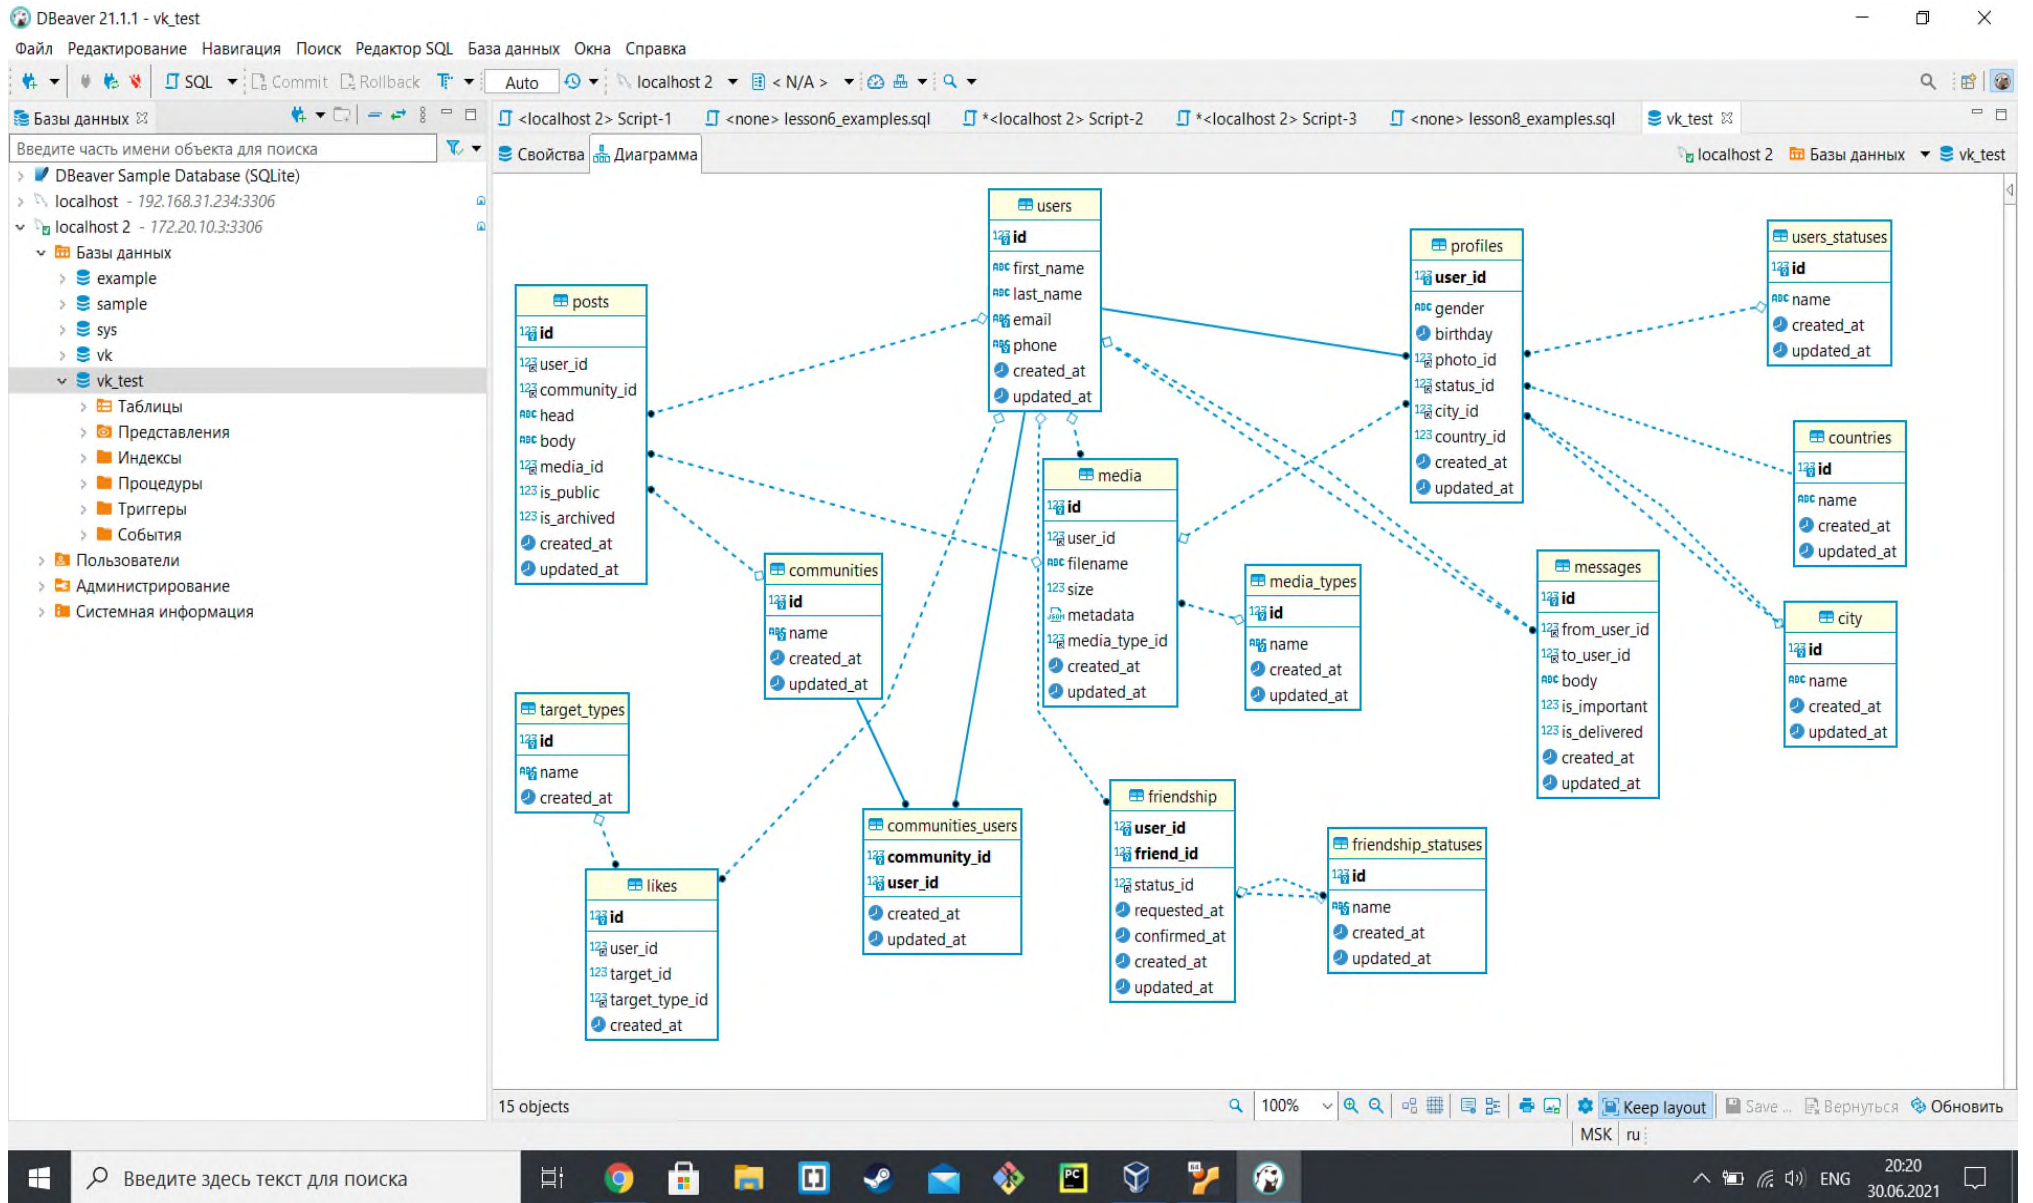 DBeaver 21.1.1 - vk_test
Файл Редактирование Навигация Поиск Редактор SQL База данных Окна Справка
SQL Commit Rollback Auto localhost 2 < N/A >
Базы данных
Введите часть имени объекта для поиска
DBeaver Sample Database (SQLite)
localhost - 192.168.31.234:3306
localhost 2 - 172.20.10.3:3306
Базы данных
example
sample
sys
vk
vk_test
Таблицы
Представления
Индексы
Процедуры
Триггеры
События
Пользователи
Администрирование
Системная информация
<localhost 2> Script-1 <none> lesson6_examples.sql *<localhost 2> Script-2 *<localhost 2> Script-3 <none> lesson8_examples.sql vk_test
Свойства Диаграмма localhost 2 Базы данных vk_test
users
id
first_name
last_name
email
phone
created_at
updated_at
profiles
user_id
gender
birthday
photo_id
status_id
city_id
country_id
created_at
updated_at
users_statuses
id
name
created_at
updated_at
posts
id
user_id
community_id
head
body
media_id
is_public
is_archived
created_at
updated_at
countries
id
name
created_at
updated_at
media
id
user_id
filename
size
metadata
media_type_id
created_at
updated_at
communities
id
name
created_at
updated_at
media_types
id
name
created_at
updated_at
messages
id
from_user_id
to_user_id
body
is_important
is_delivered
created_at
updated_at
city
id
name
created_at
updated_at
target_types
id
name
created_at
communities_users
community_id
user_id
created_at
updated_at
friendship
user_id
friend_id
status_id
requested_at
confirmed_at
created_at
updated_at
friendship_statuses
id
name
created_at
updated_at
likes
id
user_id
target_id
target_type_id
created_at
15 objects 100% Keep layout Save ... Вернуться Обновить
MSK ru
Введите здесь текст для поиска
ENG
20:20
30.06.2021